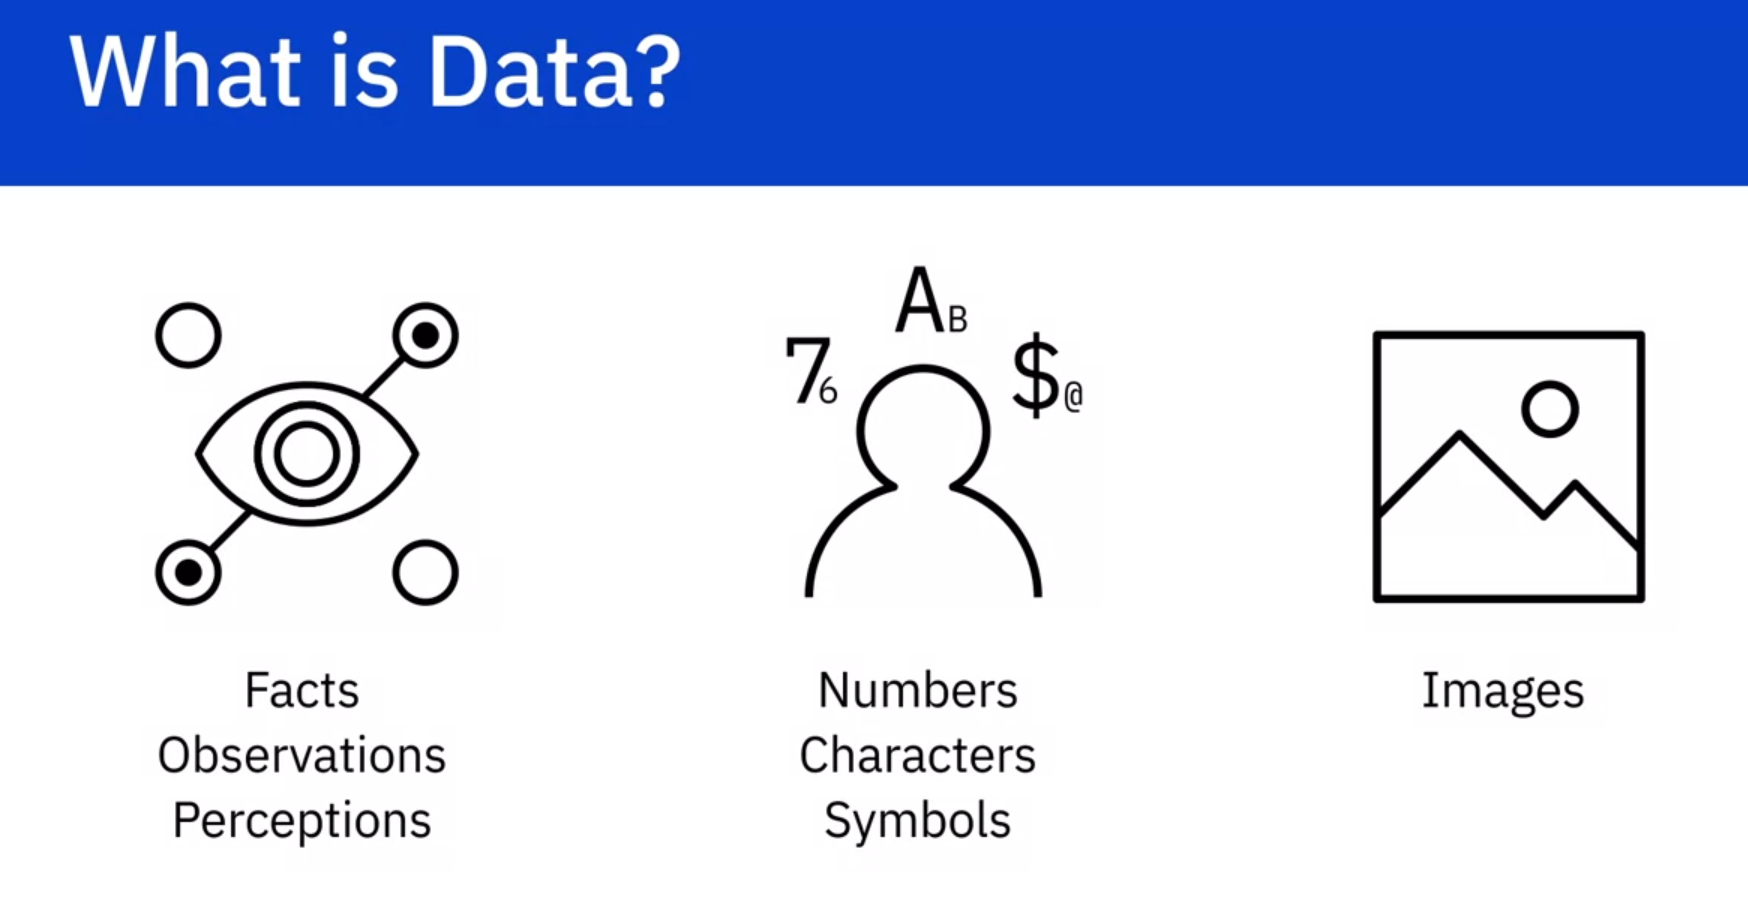 What is Data?
7 6
A B
$ @
Facts
Observations
Perceptions
Numbers
Characters
Symbols
Images